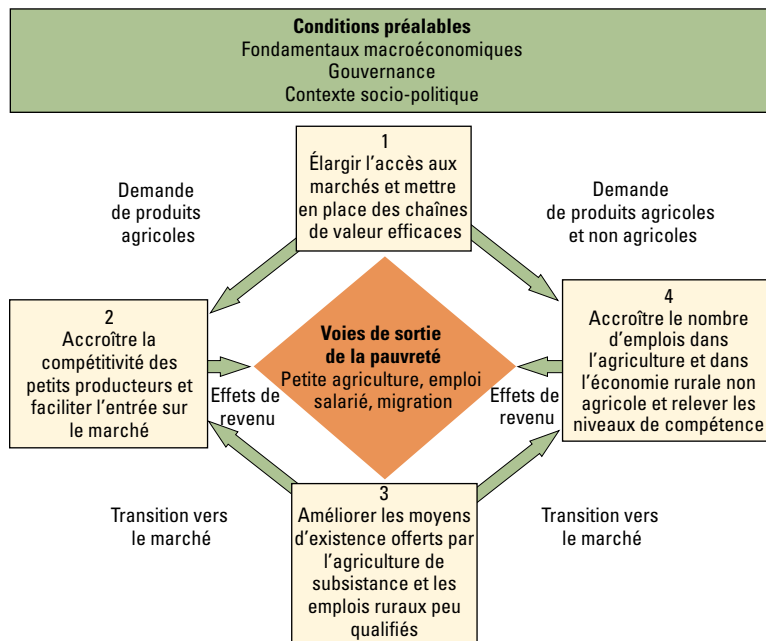 Conditions préalables
Fondamentaux macroéconomiques
Gouvernance
Contexte socio-politique
1
Élargir l'accès aux
marchés et mettre
en place des chaînes
de valeur efficaces
Demande
de produits
agricoles
Demande
de produits agricoles
et non agricoles
2
Accroître la
compétitivité des
petits producteurs et
faciliter l'entrée sur
le marché
Voies de sortie
de la pauvreté
Petite agriculture, emploi
salarié, migration
4
Accroître le nombre
d'emplois dans
l'agriculture et dans
l'économie rurale non
agricole et relever les
niveaux de compétence
Effets de
revenu
Effets de
revenu
Transition vers
le marché
3
Améliorer les moyens
d'existence offerts par
l'agriculture de
subsistance et les
emplois ruraux peu
qualifiés
Transition vers
le marché